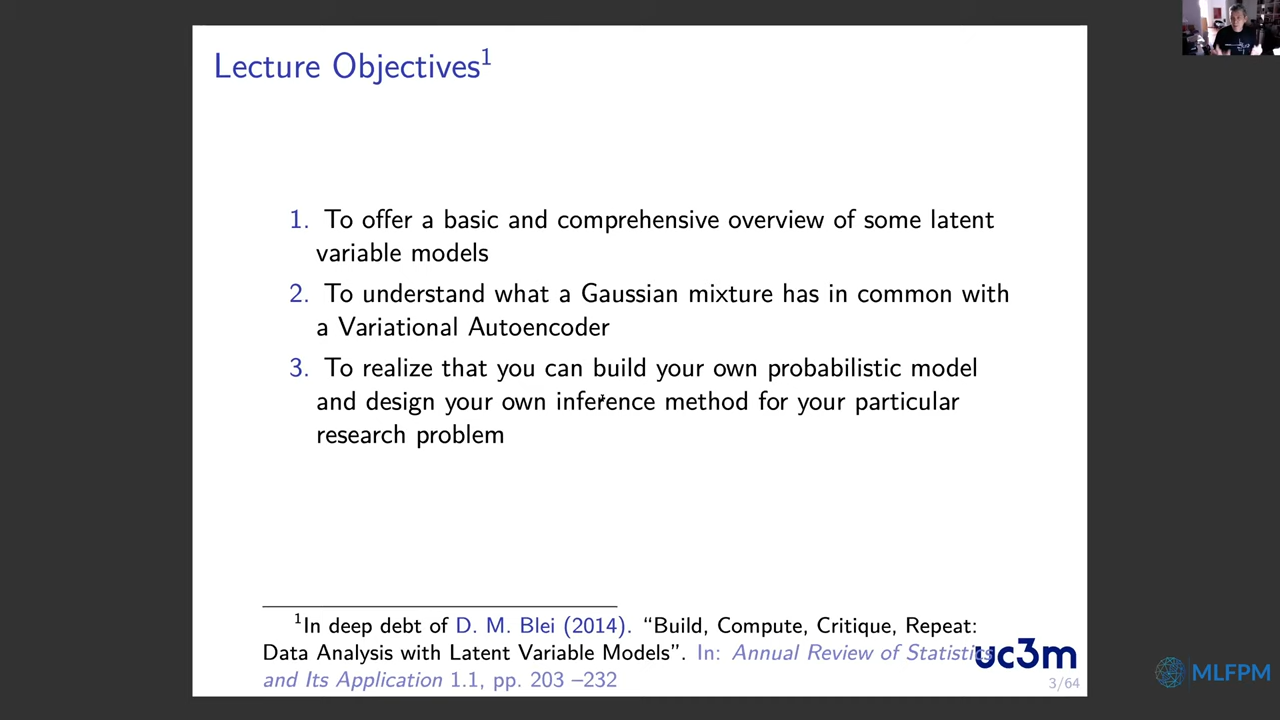 Lecture Objectives1
1. To offer a basic and comprehensive overview of some latent
variable models
2. To understand what a Gaussian mixture has in common with
a Variational Autoencoder
3. To realize that you can build your own probabilistic model
and design your own inference method for your particular
research problem
1In deep debt of D. M. Blei (2014). “Build, Compute, Critique, Repeat:
Data Analysis with Latent Variable Models”. In: Annual Review of Statistics
and Its Application 1.1, pp. 203 –232
uc3m
3/64
MLFPM